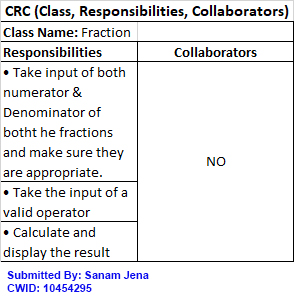 CRC (Class, Responsibilities, Collaborators)
Class Name: Fraction
Responsibilities Collaborators
• Take input of both
numerator &
Denominator of
botht he fractions
and make sure they
are appropriate.
NO
• Take the input of a
valid operator
• Calculate and
display the result
Submitted By: Sanam Jena
CWID: 10454295